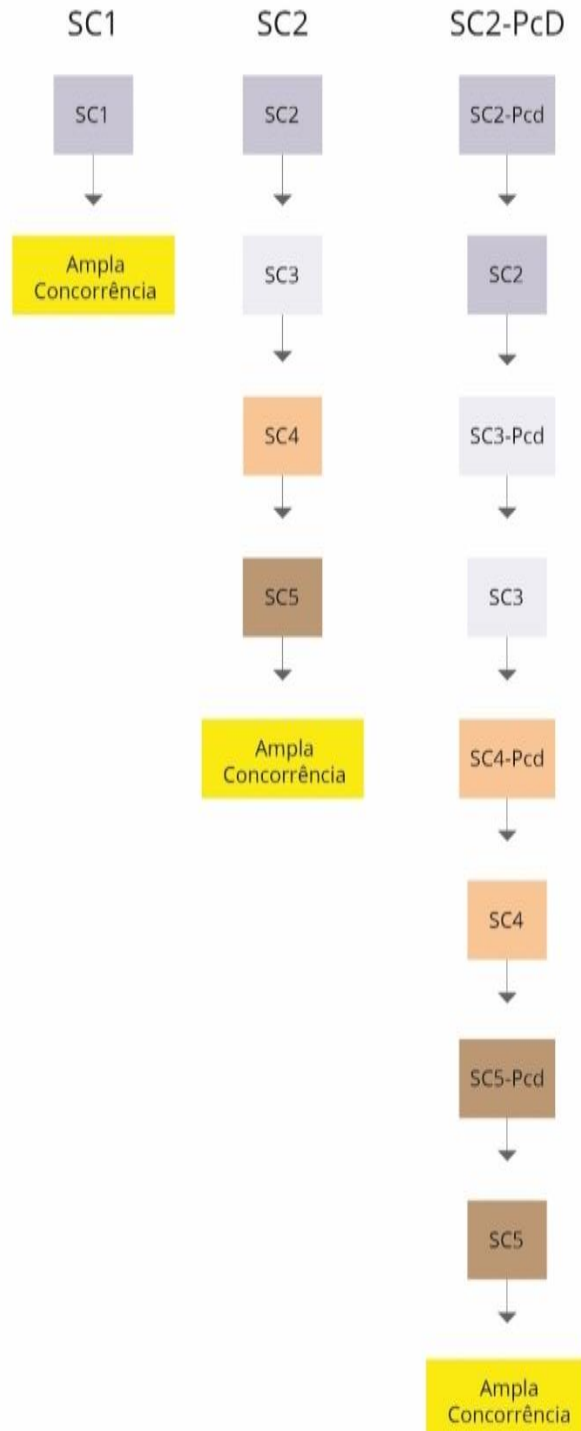 SC1
SC1
Ampla
Concorrência
SC2
SC2
SC3
SC4
SC5
Ampla
Concorrência
SC2-PcD
SC2-Pcd
SC2
SC3-Pcd
SC3
SC4-Pcd
SC4
SC5-Pcd
SC5
Ampla
Concorrência